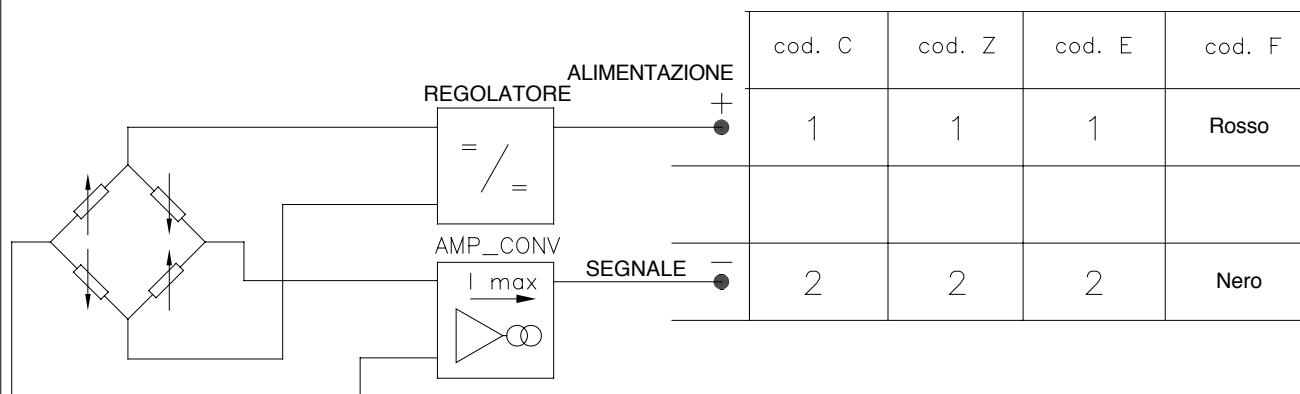 cod. C cod. Z cod. E cod. F
ALIMENTAZIONE
REGOLATORE
+
1 1 1 Rosso
=/=
AMP_CONV
SEGNALE −
I max
2 2 2 Nero